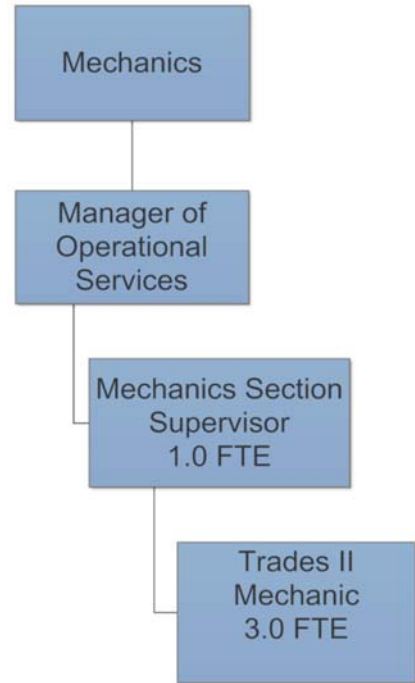 Mechanics
Manager of
Operational
Services
Mechanics Section
Supervisor
1.0 FTE
Trades II
Mechanic
3.0 FTE